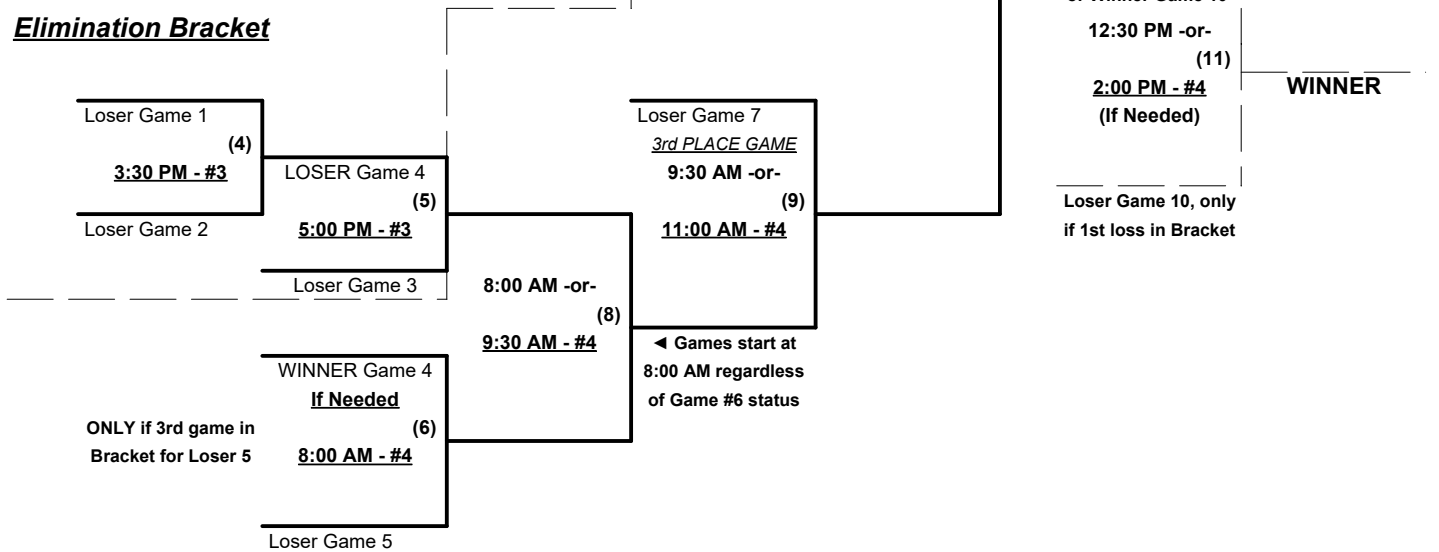 Elimination Bracket
12:30 PM -or-
(11)
2:00 PM - #4
(If Needed)
WINNER
Loser Game 10, only
if 1st loss in Bracket
Loser Game 1
(4)
3:30 PM - #3
Loser Game 2
LOSER Game 4
(5)
5:00 PM - #3
Loser Game 3
Loser Game 7
3rd PLACE GAME
9:30 AM -or-
(9)
11:00 AM - #4
8:00 AM -or-
(8)
9:30 AM - #4
◄ Games start at
8:00 AM regardless
of Game #6 status
WINNER Game 4
If Needed
(6)
8:00 AM - #4
ONLY if 3rd game in
Bracket for Loser 5
Loser Game 5